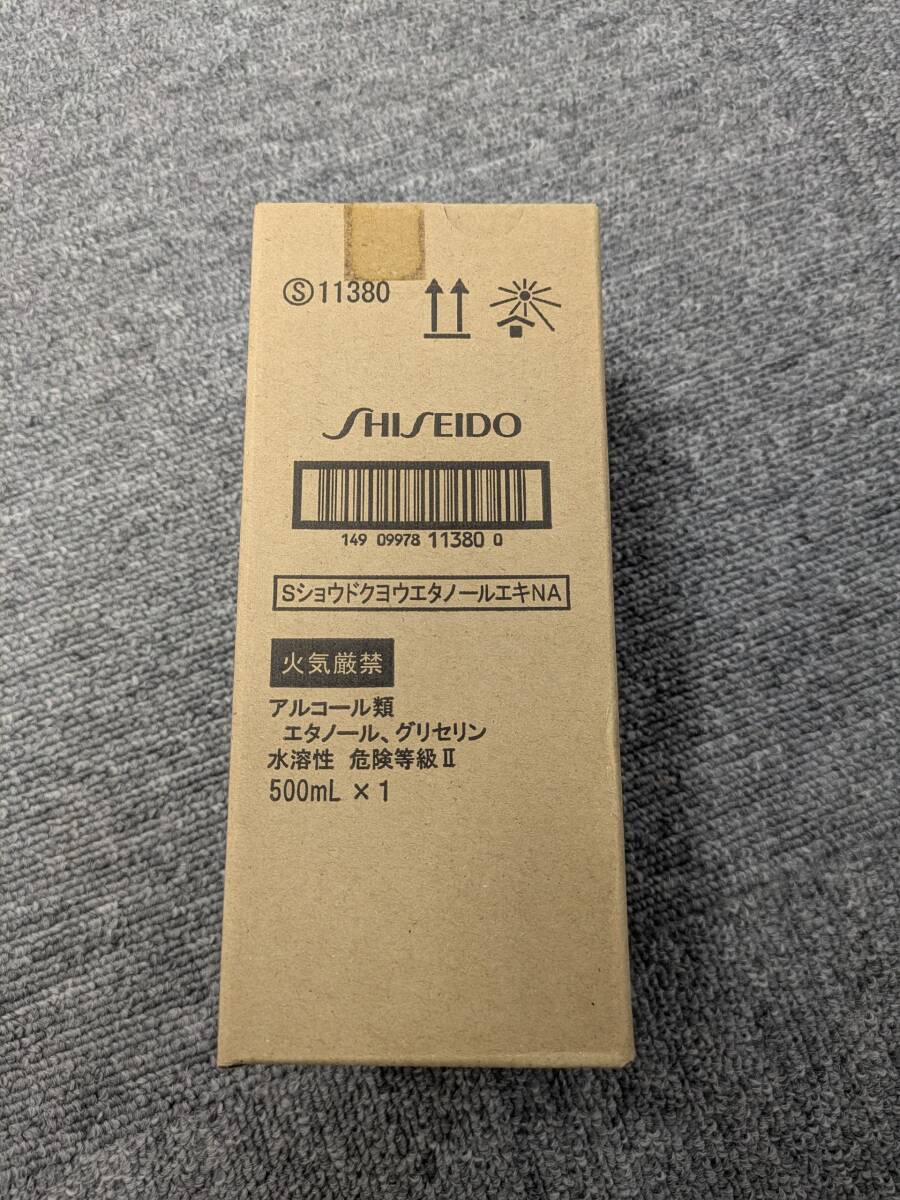 Ⓢ11380
SHISEIDO
149 09978 11380 0
SショウドクヨウエタノールエキNA
火気厳禁
アルコール類
エタノール、グリセリン
水溶性 危険等級Ⅱ
500mL × 1